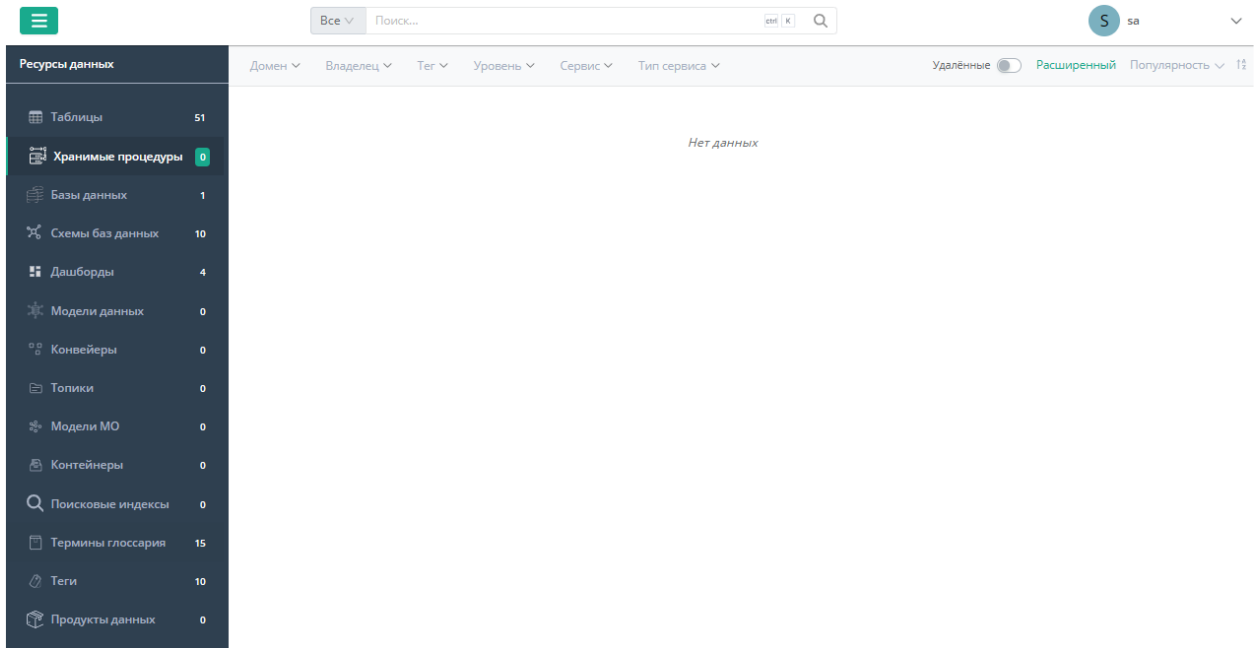 Все Поиск... ctrl K S sa
Ресурсы данных
Домен Владелец Тег Уровень Сервис Тип сервиса Удалённые Расширенный Популярность
Таблицы 51
Нет данных
Хранимые процедуры 0
Базы данных 1
Схемы баз данных 10
Дашборды 4
Модели данных 0
Конвейеры 0
Топики 0
Модели МО 0
Контейнеры 0
Поисковые индексы 0
Термины глоссария 15
Теги 10
Продукты данных 0